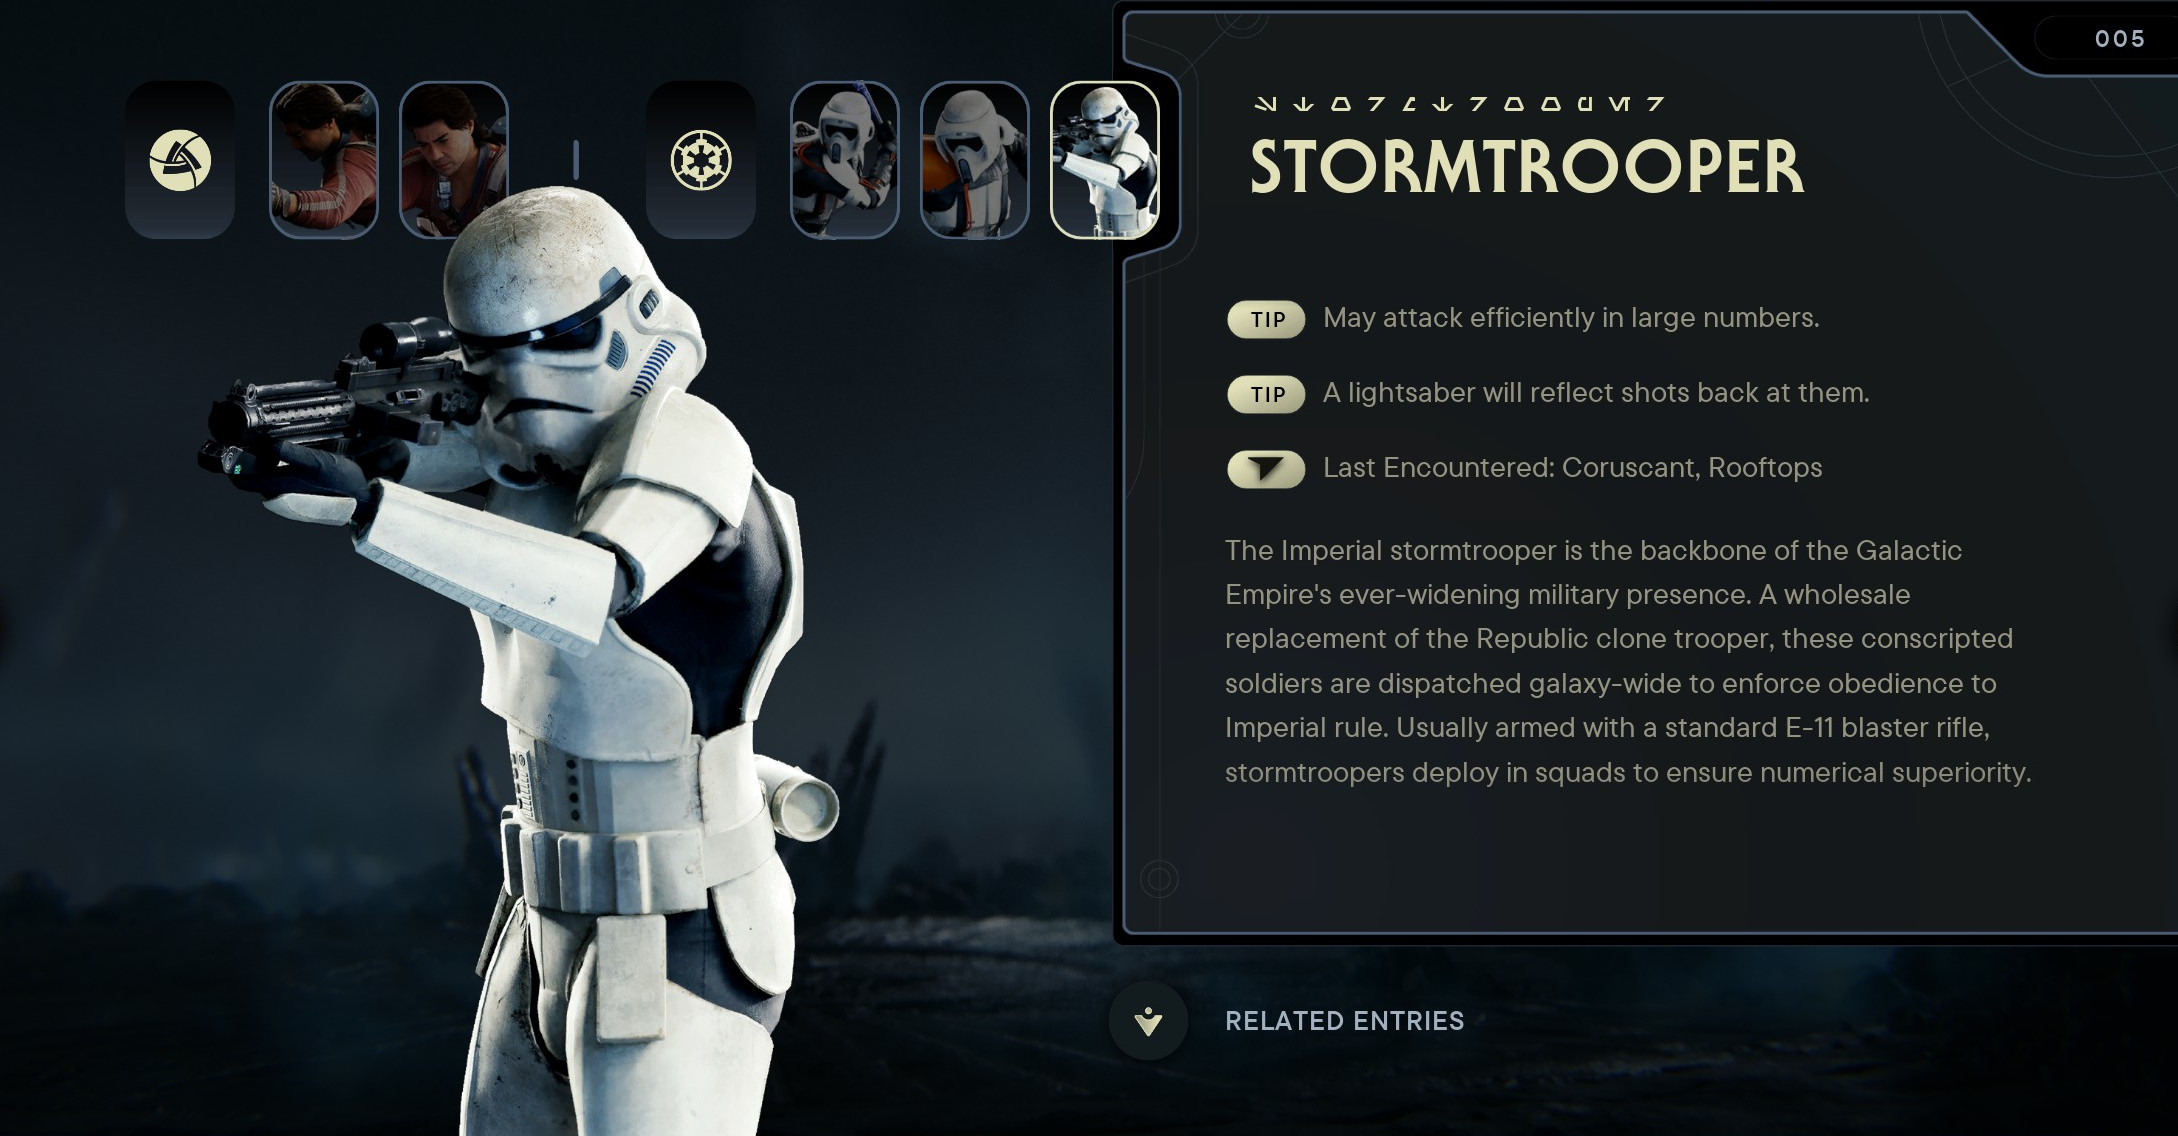 005
STORMTROOPER
TIP May attack efficiently in large numbers.
TIP A lightsaber will reflect shots back at them.
Last Encountered: Coruscant, Rooftops
The Imperial stormtrooper is the backbone of the Galactic
Empire's ever-widening military presence. A wholesale
replacement of the Republic clone trooper, these conscripted
soldiers are dispatched galaxy-wide to enforce obedience to
Imperial rule. Usually armed with a standard E-11 blaster rifle,
stormtroopers deploy in squads to ensure numerical superiority.
RELATED ENTRIES